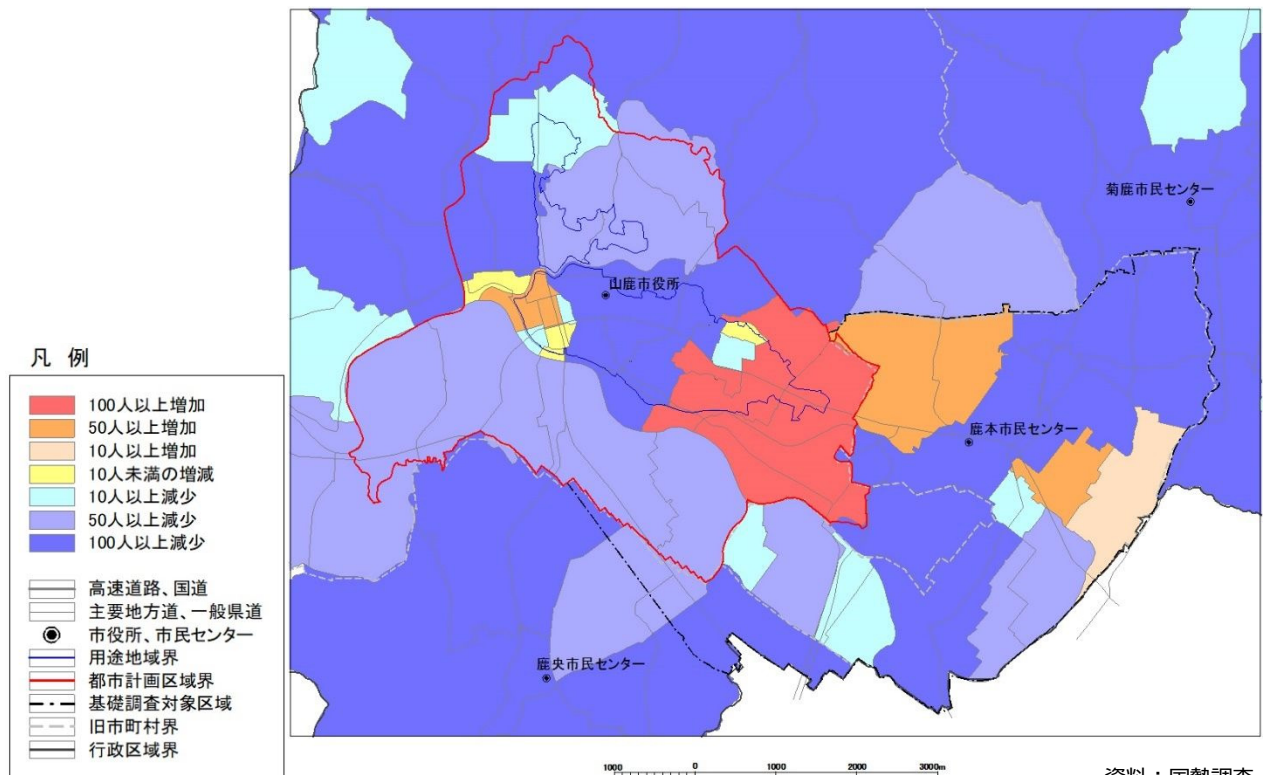 菊鹿市民センター
山鹿市役所
鹿本市民センター
鹿央市民センター
凡 例
100人以上増加
50人以上増加
10人以上増加
10人未満の増減
10人以上減少
50人以上減少
100人以上減少
高速道路、国道
主要地方道、一般県道
市役所、市民センター
用途地域界
都市計画区域界
基礎調査対象区域
旧市町村界
行政区域界
1000 0 1000 2000 3000m
資料：国勢調査